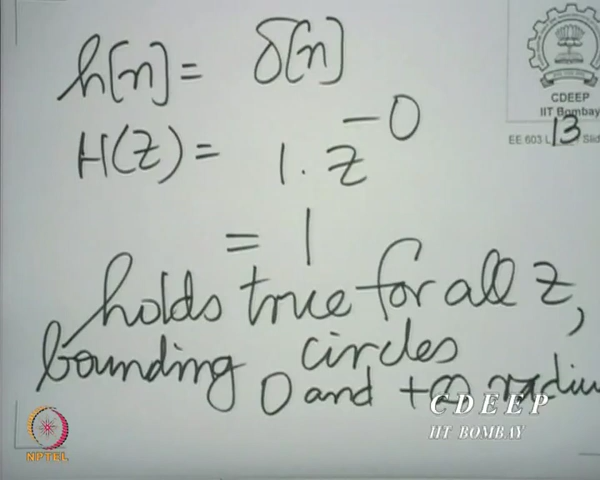 h[n] = δ[n]
H(z) = 1 . z^-0
= 1
holds true for all z,
bounding circles
0 and +∞ radius
CDEEP
IIT Bombay
EE 603 L 13 Slid
CDEEP
IIT BOMBAY
NPTEL